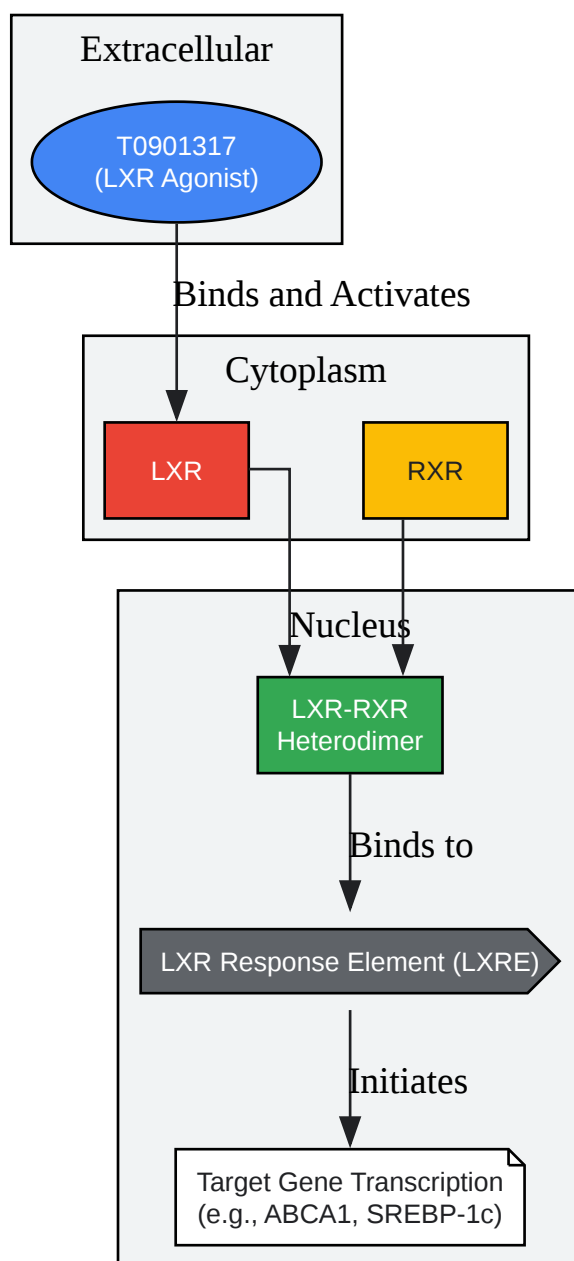 Extracellular
T0901317
(LXR Agonist)
Binds and Activates
Cytoplasm
LXR
RXR
Nucleus
LXR-RXR
Heterodimer
Binds to
LXR Response Element (LXRE)
Initiates
Target Gene Transcription
(e.g., ABCA1, SREBP-1c)